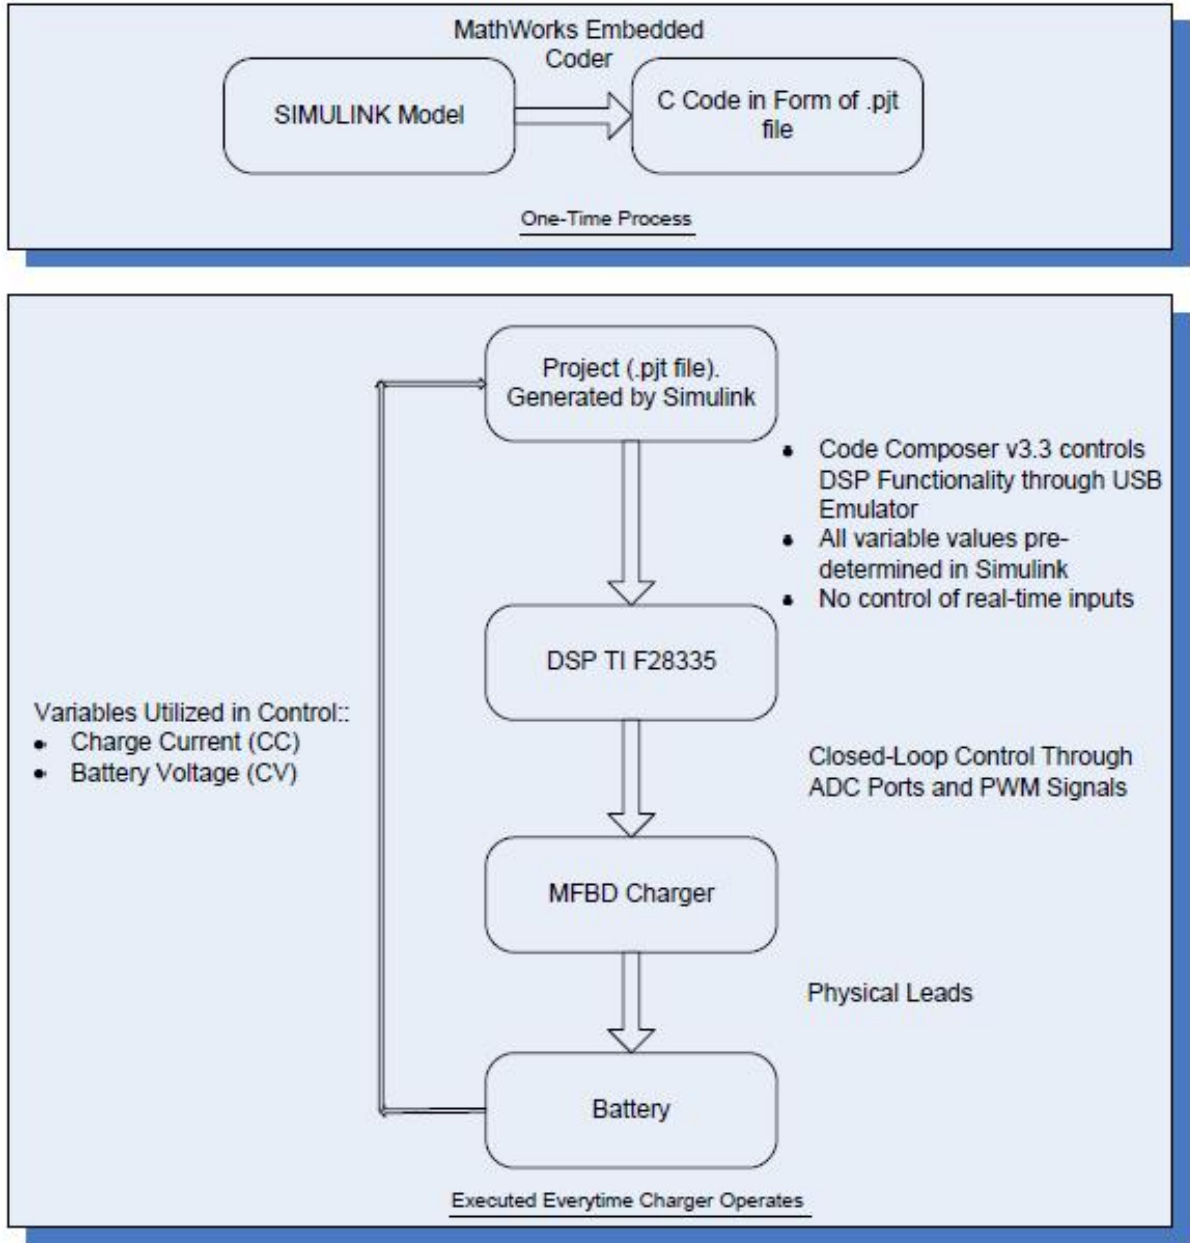 MathWorks Embedded
Coder
SIMULINK Model
C Code in Form of .pjt
file
One-Time Process
Project (.pjt file).
Generated by Simulink
• Code Composer v3.3 controls
DSP Functionality through USB
Emulator
• All variable values pre-
determined in Simulink
• No control of real-time inputs
DSP TI F28335
Variables Utilized in Control::
• Charge Current (CC)
• Battery Voltage (CV)
Closed-Loop Control Through
ADC Ports and PWM Signals
MFBD Charger
Physical Leads
Battery
Executed Everytime Charger Operates